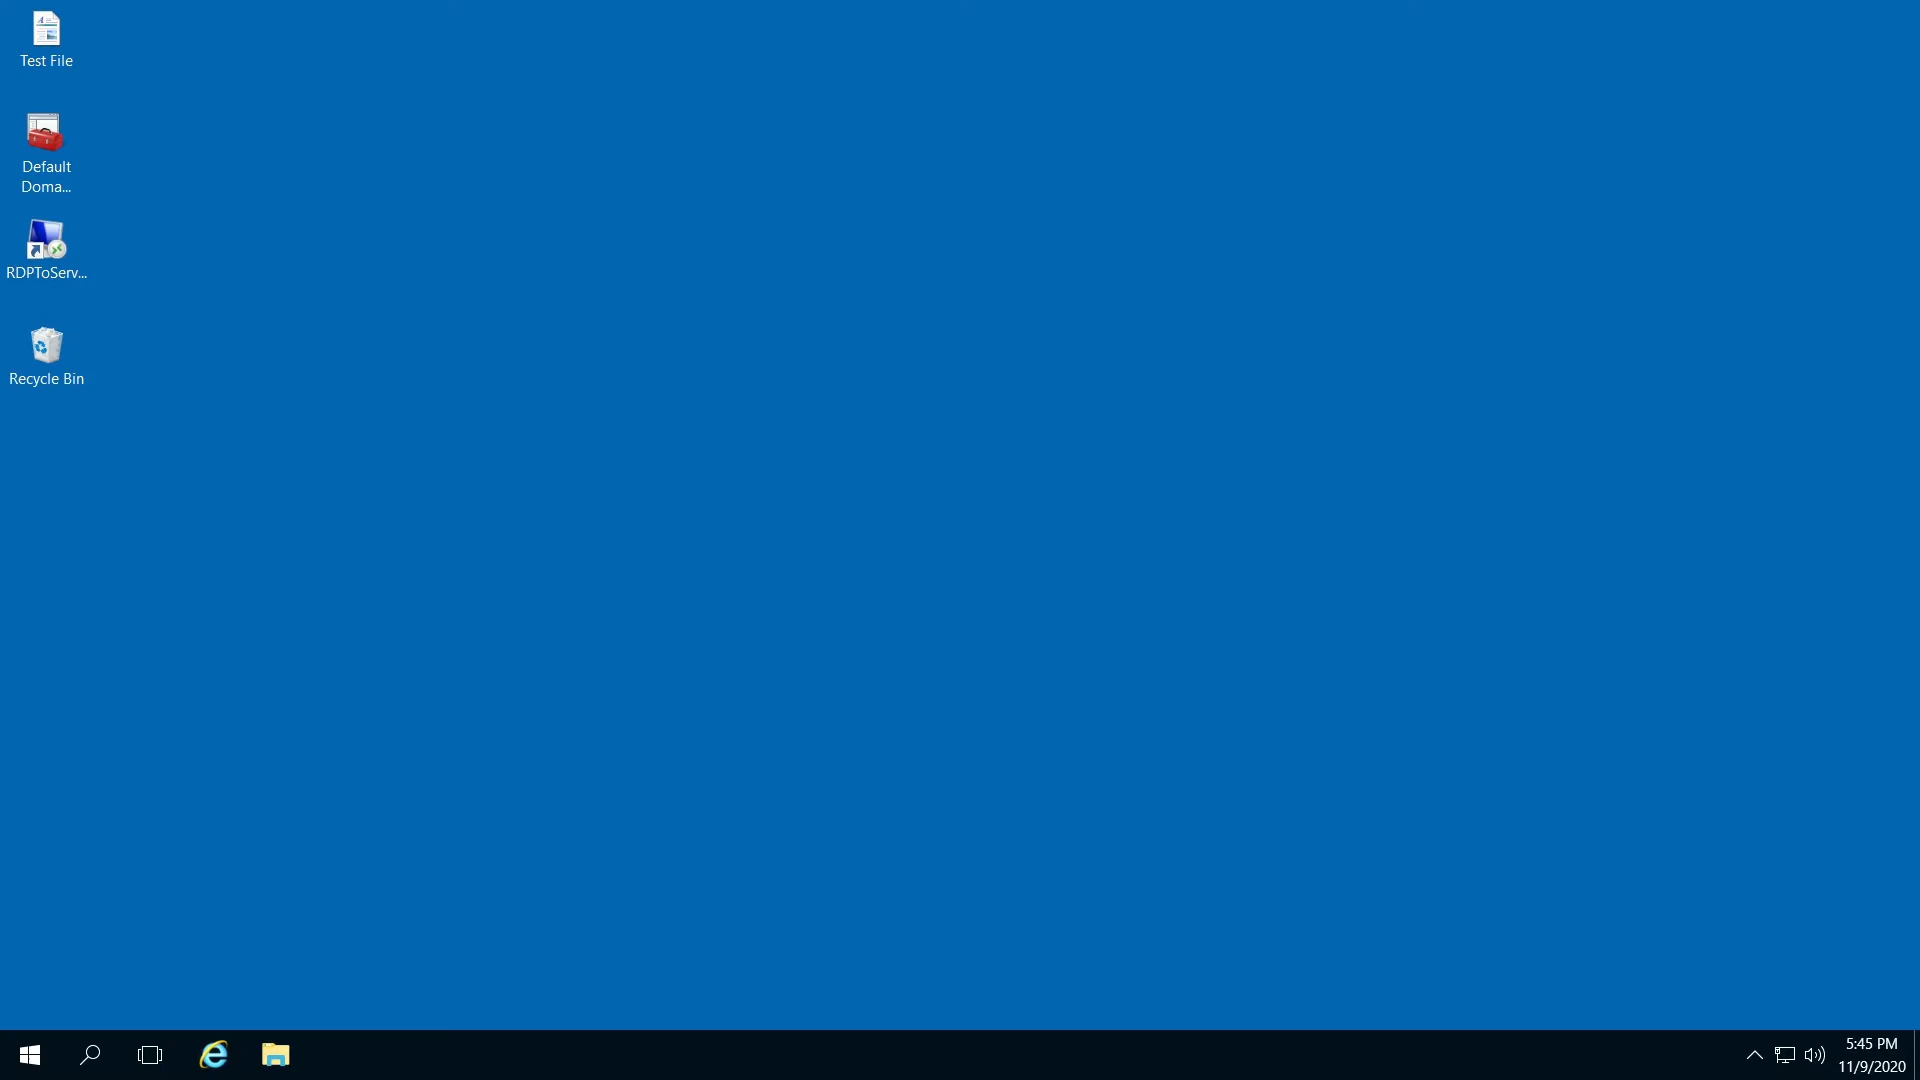 Test File
Default
Doma...
RDPToServ...
Recycle Bin
5:45 PM
11/9/2020